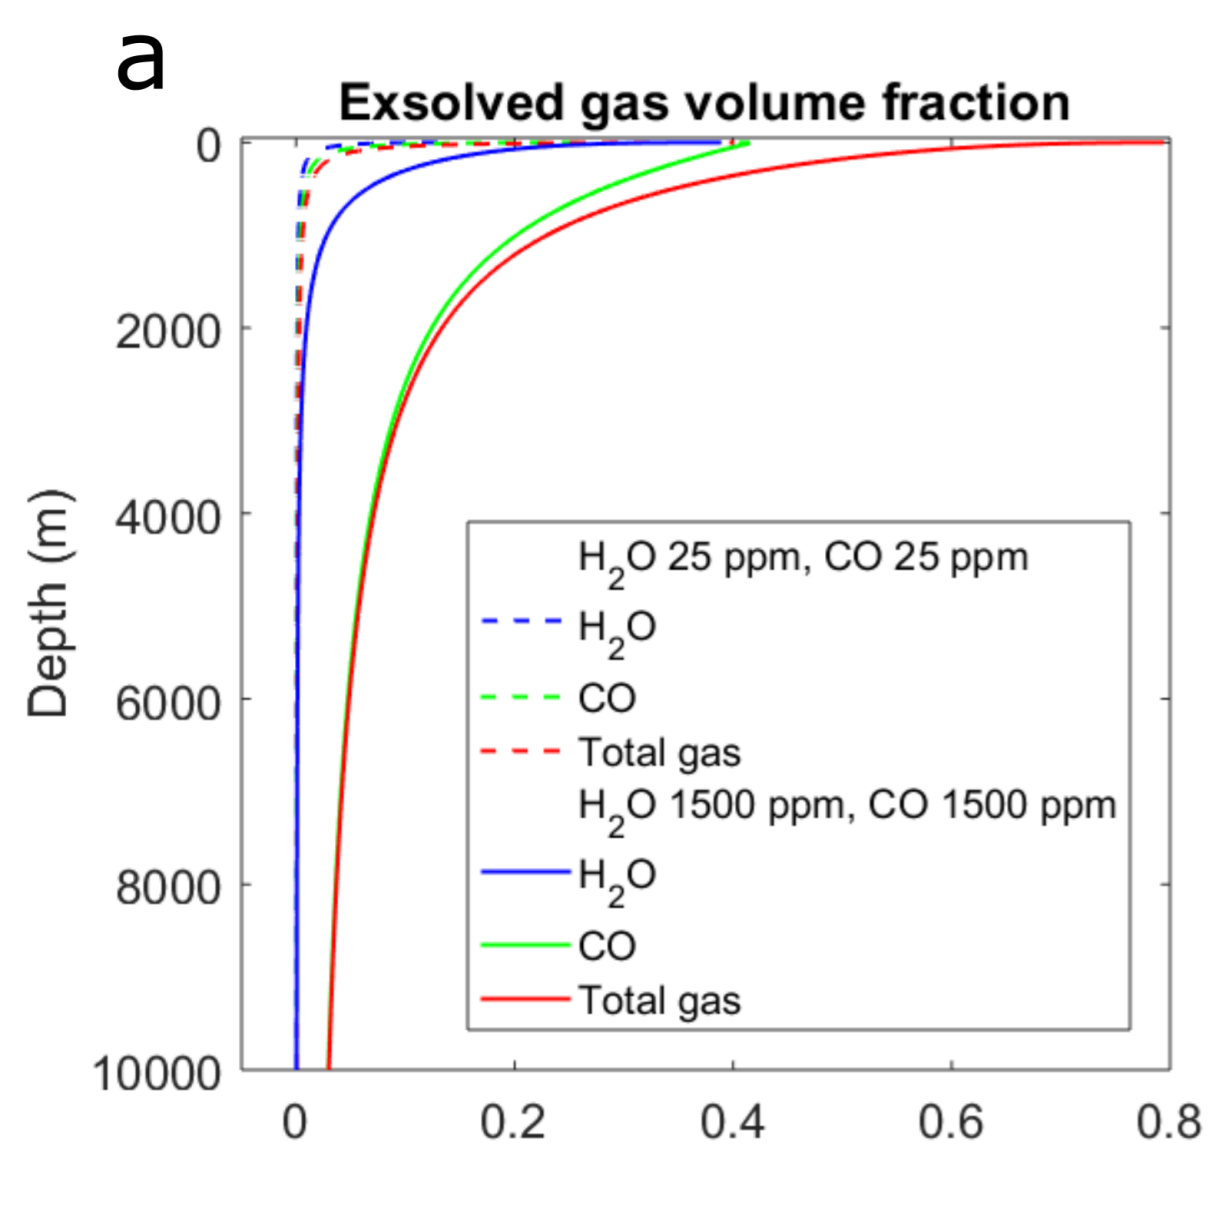 a
Exsolved gas volume fraction
0
2000
4000
6000
8000
10000
Depth (m)
H₂O 25 ppm, CO 25 ppm
H₂O
CO
Total gas
H₂O 1500 ppm, CO 1500 ppm
H₂O
CO
Total gas
0 0.2 0.4 0.6 0.8